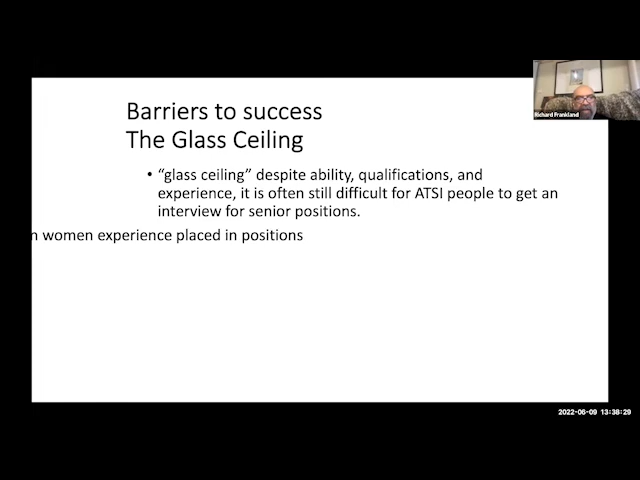 Richard Frankland
Barriers to success
The Glass Ceiling
• “glass ceiling” despite ability, qualifications, and
experience, it is often still difficult for ATSI people to get an
interview for senior positions.
n women experience placed in positions
2022-06-09 13:38:29